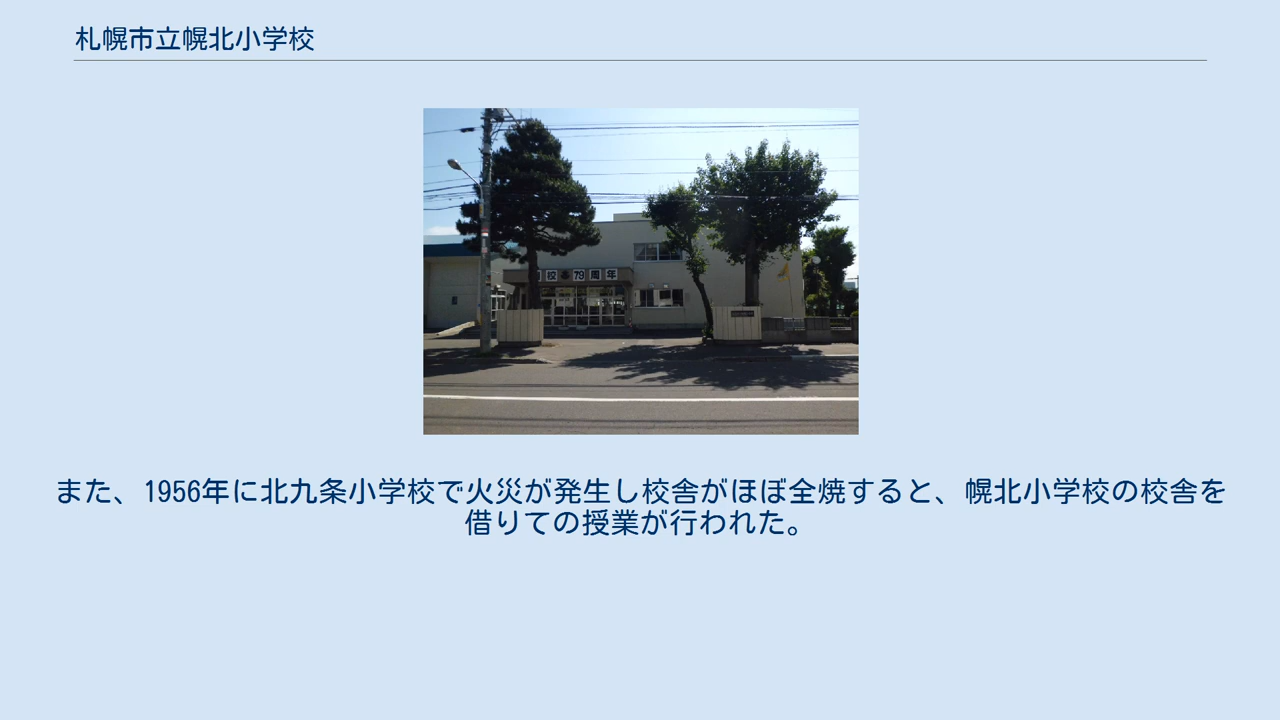 札幌市立幌北小学校
校 79周年
また、1956年に北九条小学校で火災が発生し校舎がほぼ全焼すると、幌北小学校の校舎を
借りての授業が行われた。